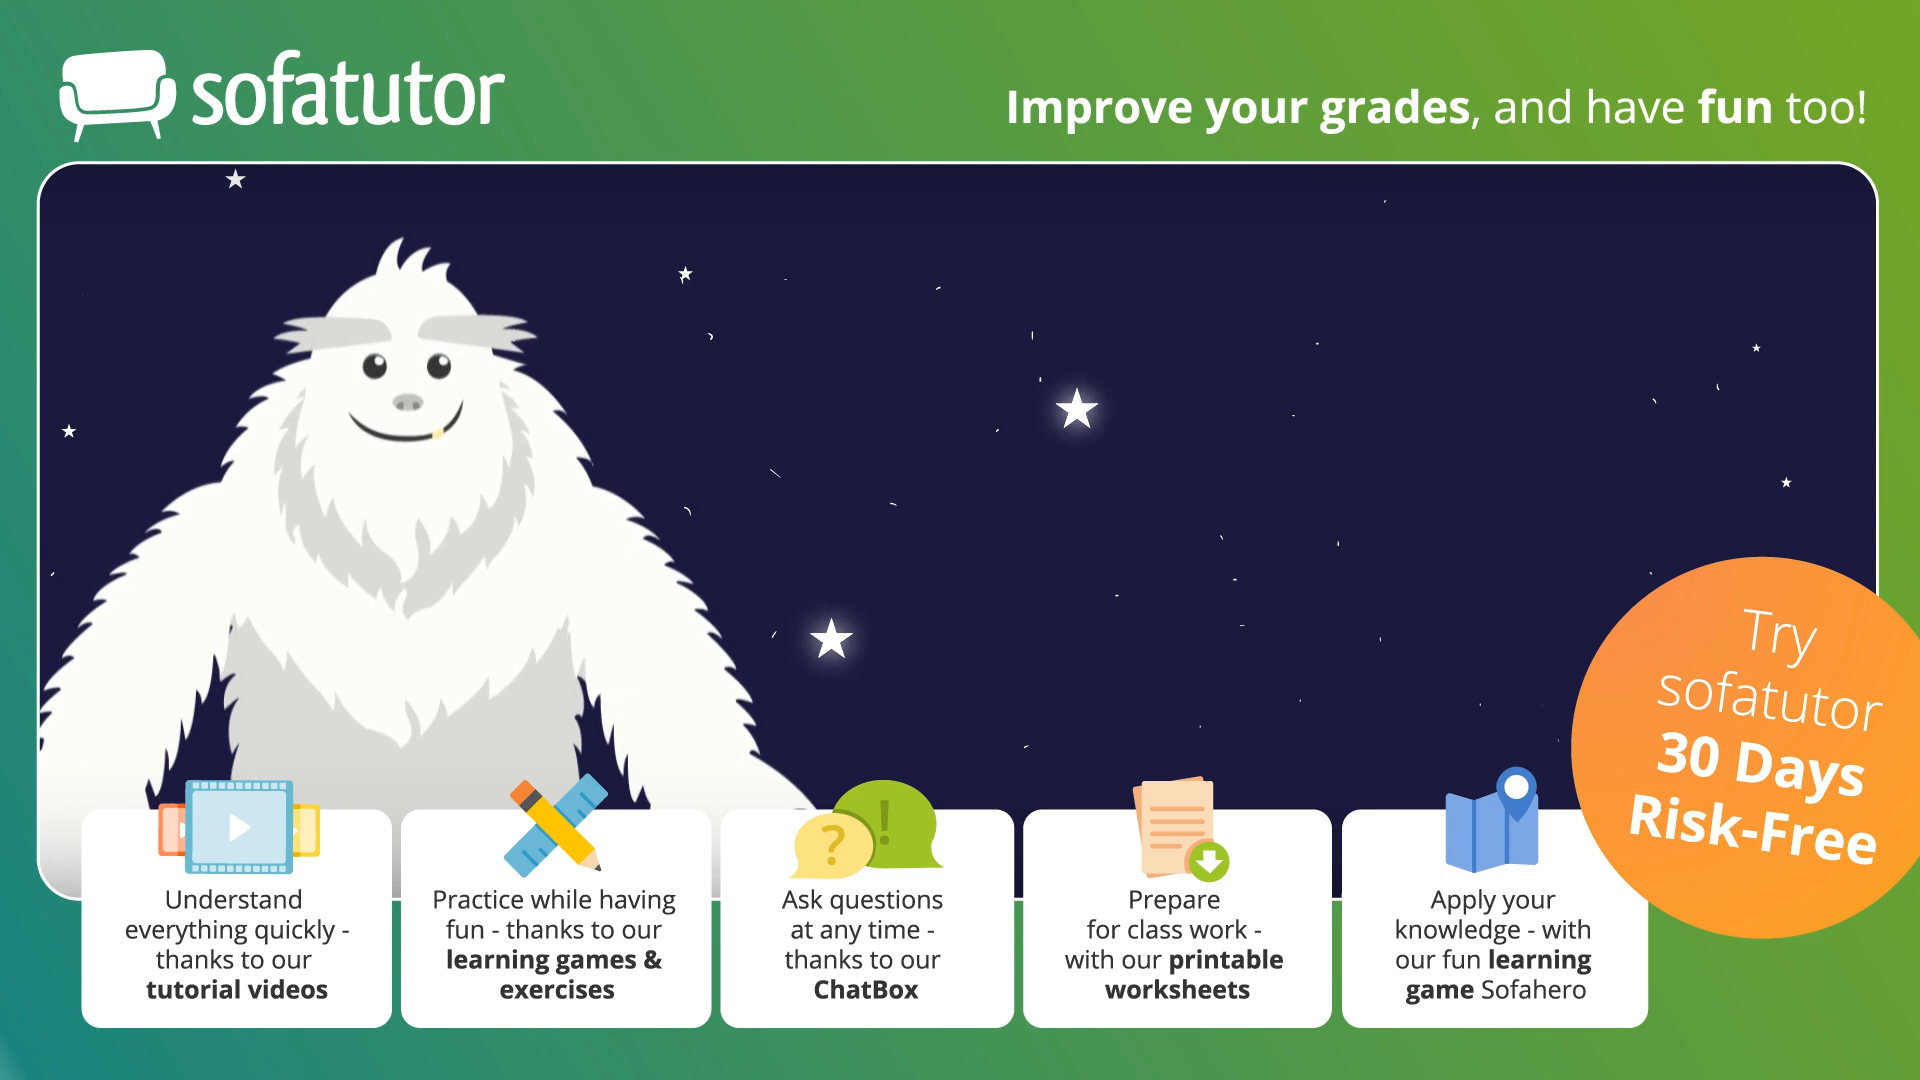 sofatutor
Improve your grades, and have fun too!
Try
sofatutor
30 Days
Risk-Free
?
!
Understand
everything quickly -
thanks to our
tutorial videos
Practice while having
fun - thanks to our
learning games &
exercises
Ask questions
at any time -
thanks to our
ChatBox
Prepare
for class work -
with our printable
worksheets
Apply your
knowledge - with
our fun learning
game Sofahero